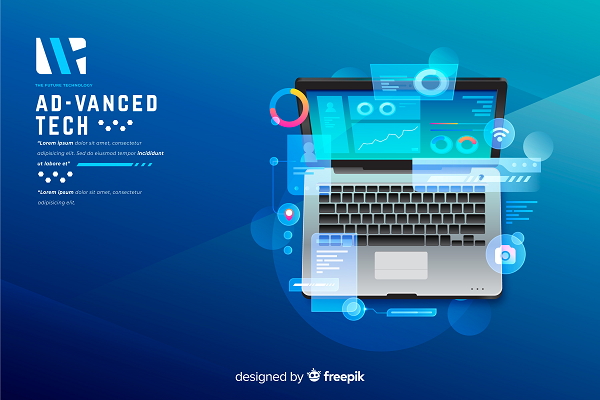 THE FUTURE TECHNOLOGY
AD-VANCED
TECH
"Lorem ipsum dolor sit amet, consectetur
adipiscing elit. Sed do eiusmod tempor incididunt
ut labore et"
"Lorem ipsum dolor sit amet, consectetur
adipiscing elit.
designed by freepik